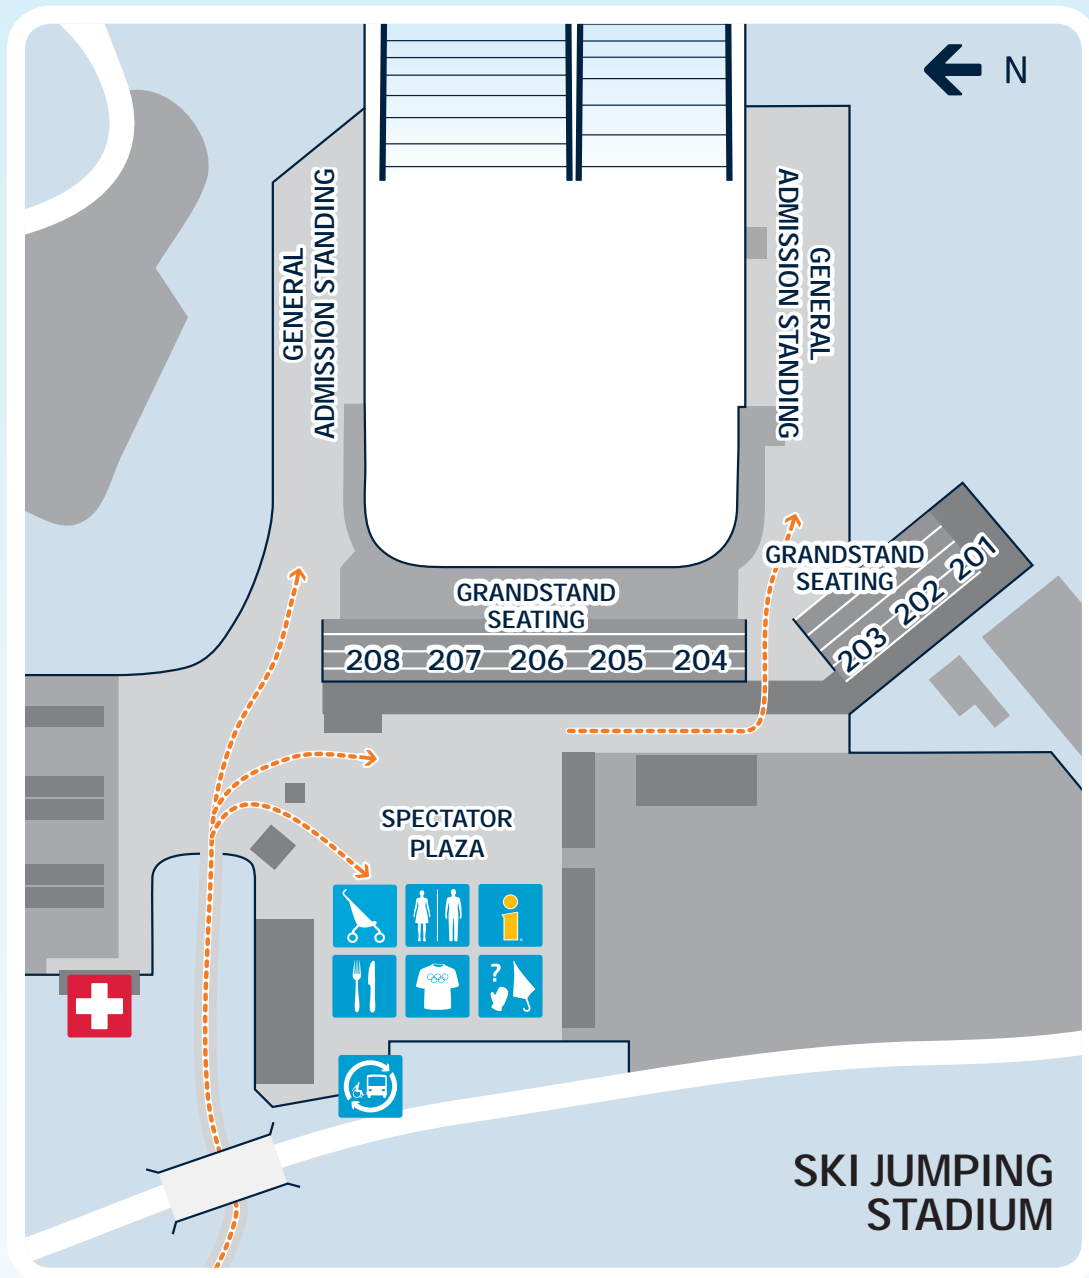 N
GENERAL
ADMISSION STANDING
GENERAL
ADMISSION STANDING
GRANDSTAND
SEATING
201
202
203
GRANDSTAND
SEATING
208 207 206 205 204
SPECTATOR
PLAZA
i
?
SKI JUMPING
STADIUM